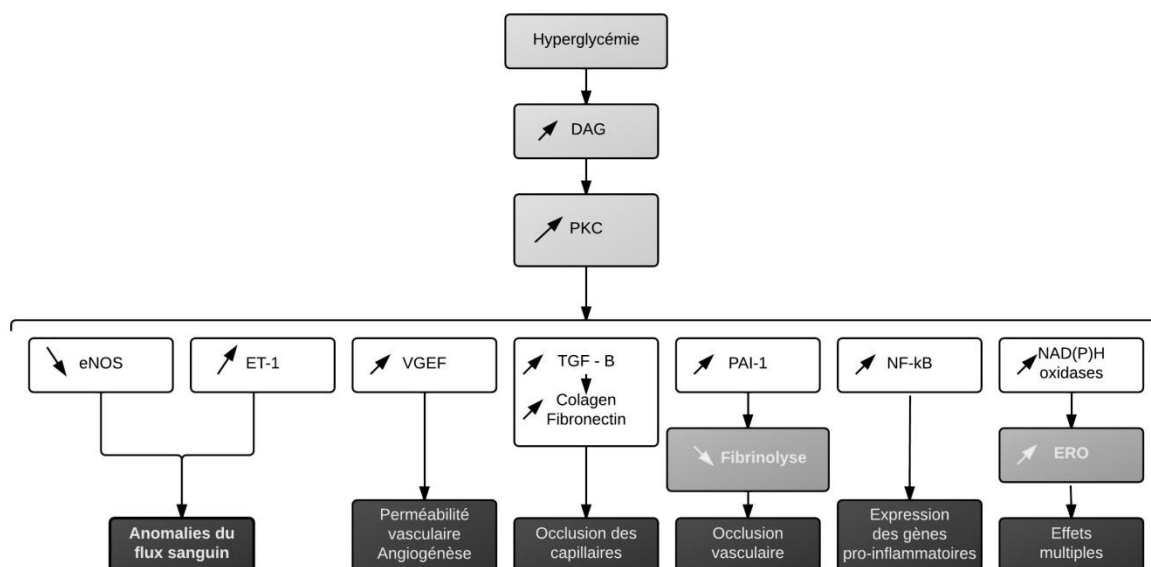 Hyperglycémie
DAG
PKC
eNOS
ET-1
VGEF
TGF - B
Colagen
Fibronectin
PAI-1
NF-kB
NAD(P)H
oxidases
Fibrinolyse
ERO
Anomalies du
flux sanguin
Perméabilité
vasculaire
Angiogénèse
Occlusion des
capillaires
Occlusion
vasculaire
Expression
des gènes
pro-inflammatoires
Effets
multiples